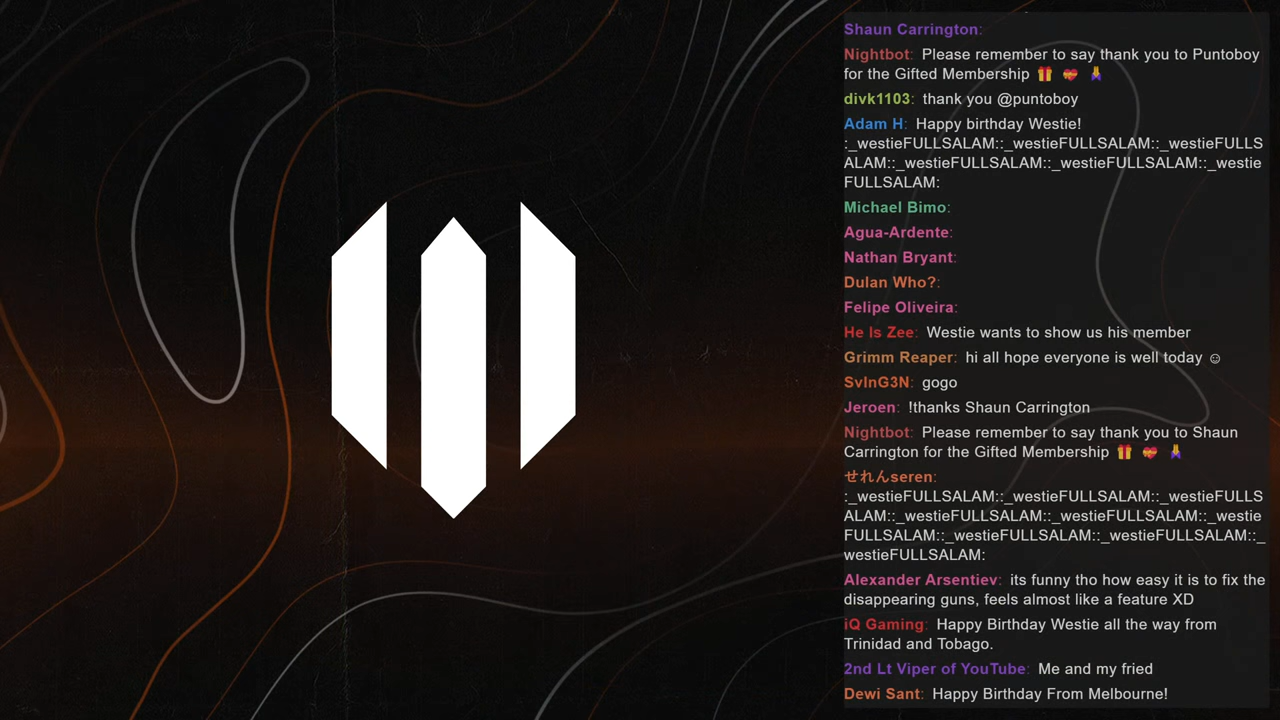 Shaun Carrington:
Nightbot: Please remember to say thank you to Puntoboy
for the Gifted Membership 🎁 💝 🙏
divk1103: thank you @puntoboy
Adam H: Happy birthday Westie!
:_westieFULLSALAM::_westieFULLSALAM::_westieFULLS
ALAM::_westieFULLSALAM::_westieFULLSALAM::_westie
FULLSALAM:
Michael Bimo:
Agua-Ardente:
Nathan Bryant:
Dulan Who?:
Felipe Oliveira:
He Is Zee: Westie wants to show us his member
Grimm Reaper: hi all hope everyone is well today ☺
SvInG3N: gogo
Jeroen: !thanks Shaun Carrington
Nightbot: Please remember to say thank you to Shaun
Carrington for the Gifted Membership 🎁 💝 🙏
せれんseren:
:_westieFULLSALAM::_westieFULLSALAM::_westieFULLS
ALAM::_westieFULLSALAM::_westieFULLSALAM::_westie
FULLSALAM::_westieFULLSALAM::_westieFULLSALAM::_
westieFULLSALAM:
Alexander Arsentiev: its funny tho how easy it is to fix the
disappearing guns, feels almost like a feature XD
iQ Gaming: Happy Birthday Westie all the way from
Trinidad and Tobago.
2nd Lt Viper of YouTube: Me and my fried
Dewi Sant: Happy Birthday From Melbourne!